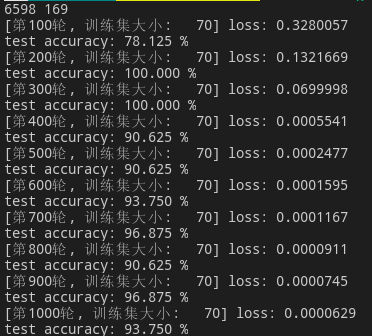 6598 169
[第100轮, 训练集大小:   70] loss: 0.3280057
test accuracy: 78.125 %
[第200轮, 训练集大小:   70] loss: 0.1321669
test accuracy: 100.000 %
[第300轮, 训练集大小:   70] loss: 0.0699998
test accuracy: 100.000 %
[第400轮, 训练集大小:   70] loss: 0.0005541
test accuracy: 90.625 %
[第500轮, 训练集大小:   70] loss: 0.0002477
test accuracy: 90.625 %
[第600轮, 训练集大小:   70] loss: 0.0001595
test accuracy: 93.750 %
[第700轮, 训练集大小:   70] loss: 0.0001167
test accuracy: 96.875 %
[第800轮, 训练集大小:   70] loss: 0.0000911
test accuracy: 90.625 %
[第900轮, 训练集大小:   70] loss: 0.0000745
test accuracy: 96.875 %
[第1000轮, 训练集大小:   70] loss: 0.0000629
test accuracy: 93.750 %